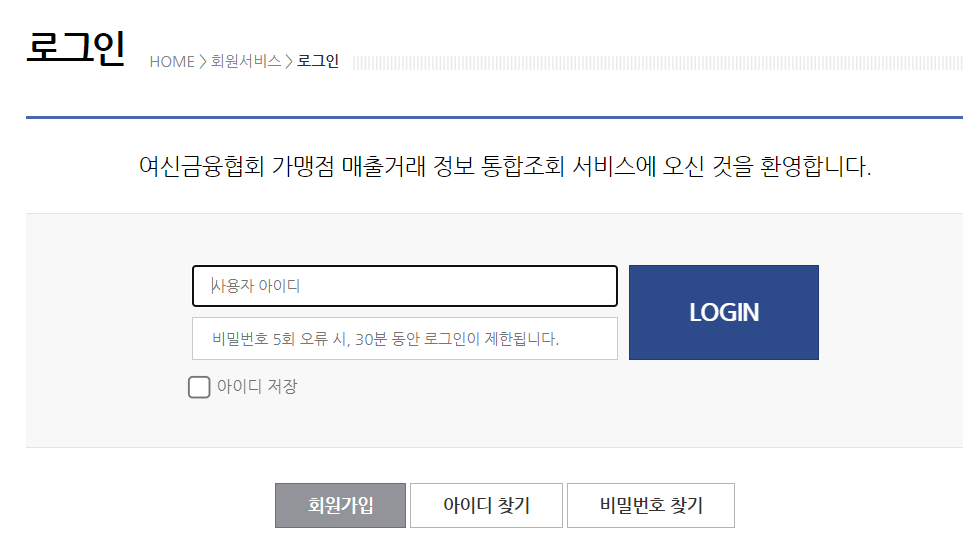 로그인
HOME > 회원서비스 > 로그인
여신금융협회 가맹점 매출거래 정보 통합조회 서비스에 오신 것을 환영합니다.
사용자 아이디
LOGIN
비밀번호 5회 오류 시, 30분 동안 로그인이 제한됩니다.
아이디 저장
회원가입 아이디 찾기 비밀번호 찾기